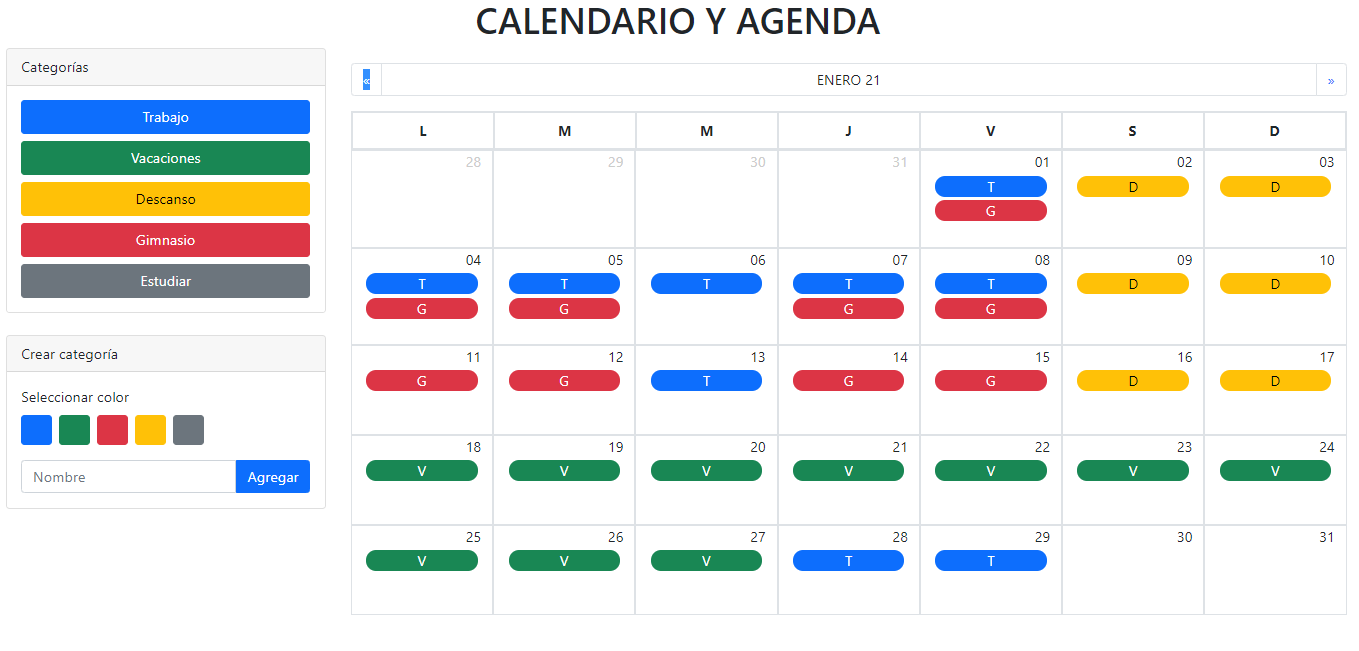 CALENDARIO Y AGENDA
Categorías
Trabajo
Vacaciones
Descanso
Gimnasio
Estudiar
Crear categoría
Seleccionar color
Nombre Agregar
« ENERO 21 »
L M M J V S D
28 29 30 31 01 02 03
T D D
G
04 05 06 07 08 09 10
T T T T T D D
G G G G
11 12 13 14 15 16 17
G G T G G D D
18 19 20 21 22 23 24
V V V V V V V
25 26 27 28 29 30 31
V V V T T